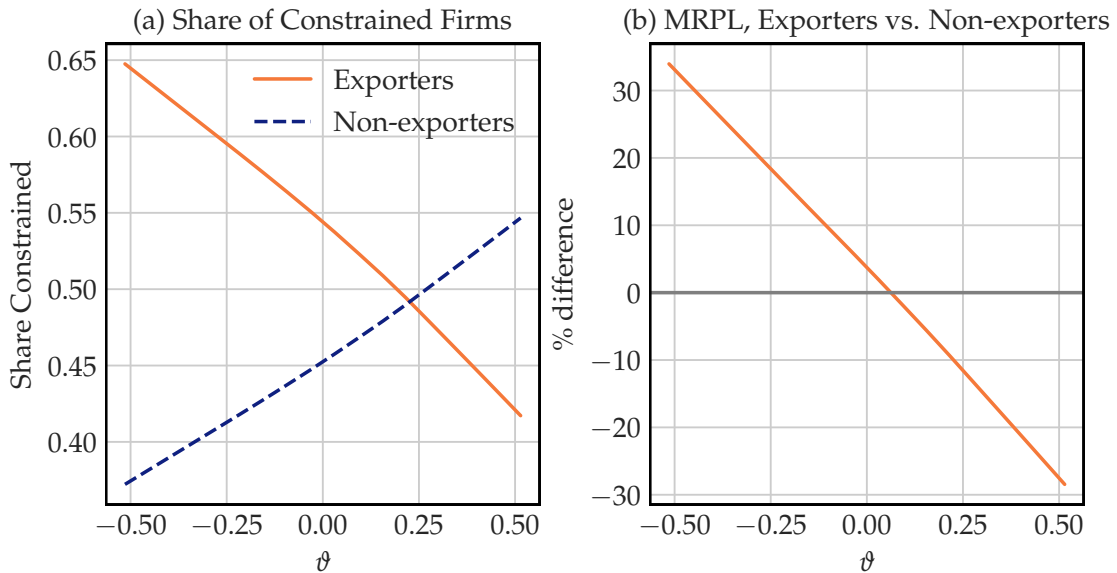 (a) Share of Constrained Firms
Share Constrained
0.65
0.60
0.55
0.50
0.45
0.40
Exporters
Non-exporters
−0.50 −0.25 0.00 0.25 0.50
ϑ
(b) MRPL, Exporters vs. Non-exporters
% difference
30
20
10
0
−10
−20
−30
−0.50 −0.25 0.00 0.25 0.50
ϑ